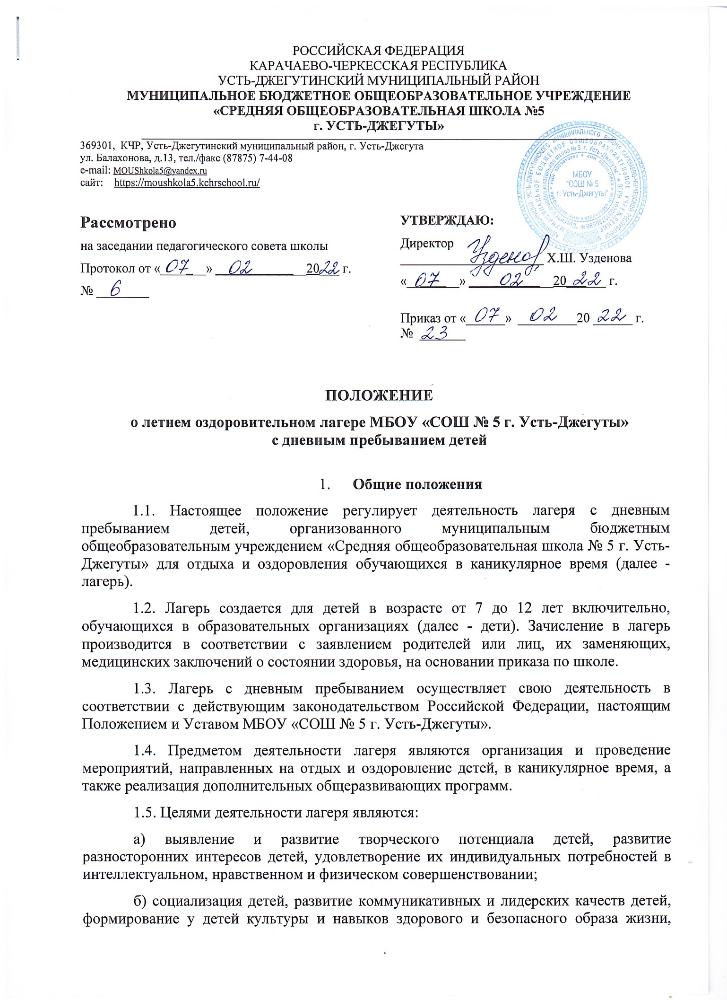 РОССИЙСКАЯ ФЕДЕРАЦИЯ
КАРАЧАЕВО-ЧЕРКЕССКАЯ РЕСПУБЛИКА
УСТЬ-ДЖЕГУТИНСКИЙ МУНИЦИПАЛЬНЫЙ РАЙОН
МУНИЦИПАЛЬНОЕ БЮДЖЕТНОЕ ОБЩЕОБРАЗОВАТЕЛЬНОЕ УЧРЕЖДЕНИЕ
«СРЕДНЯЯ ОБЩЕОБРАЗОВАТЕЛЬНАЯ ШКОЛА №5
г. УСТЬ-ДЖЕГУТЫ»
369301, КЧР, Усть-Джегутинский муниципальный район, г. Усть-Джегута
ул. Балахонова, д.13, тел./факс (87875) 7-44-08
e-mail: MOUShkola5@yandex.ru
сайт: https://moushkola5.kchrschool.ru/
МБОУ
"СОШ № 5
г. Усть-Джегуты"
Рассмотрено
на заседании педагогического совета школы
Протокол от « 07 » 02 2022 г.
№ 6
УТВЕРЖДАЮ:
Директор
Узденов Х.Ш. Узденова
« 07 » 02 20 22 г.
Приказ от « 07 » 02 20 22 г.
№ 23
ПОЛОЖЕНИЕ
о летнем оздоровительном лагере МБОУ «СОШ № 5 г. Усть-Джегуты»
с дневным пребыванием детей
1. Общие положения
1.1. Настоящее положение регулирует деятельность лагеря с дневным
пребыванием детей, организованного муниципальным бюджетным
общеобразовательным учреждением «Средняя общеобразовательная школа № 5 г. Усть-
Джегуты» для отдыха и оздоровления обучающихся в каникулярное время (далее -
лагерь).
1.2. Лагерь создается для детей в возрасте от 7 до 12 лет включительно,
обучающихся в образовательных организациях (далее - дети). Зачисление в лагерь
производится в соответствии с заявлением родителей или лиц, их заменяющих,
медицинских заключений о состоянии здоровья, на основании приказа по школе.
1.3. Лагерь с дневным пребыванием осуществляет свою деятельность в
соответствии с действующим законодательством Российской Федерации, настоящим
Положением и Уставом МБОУ «СОШ № 5 г. Усть-Джегуты».
1.4. Предметом деятельности лагеря являются организация и проведение
мероприятий, направленных на отдых и оздоровление детей, в каникулярное время, а
также реализация дополнительных общеразвивающих программ.
1.5. Целями деятельности лагеря являются:
а) выявление и развитие творческого потенциала детей, развитие
разносторонних интересов детей, удовлетворение их индивидуальных потребностей в
интеллектуальном, нравственном и физическом совершенствовании;
б) социализация детей, развитие коммуникативных и лидерских качеств детей,
формирование у детей культуры и навыков здорового и безопасного образа жизни,